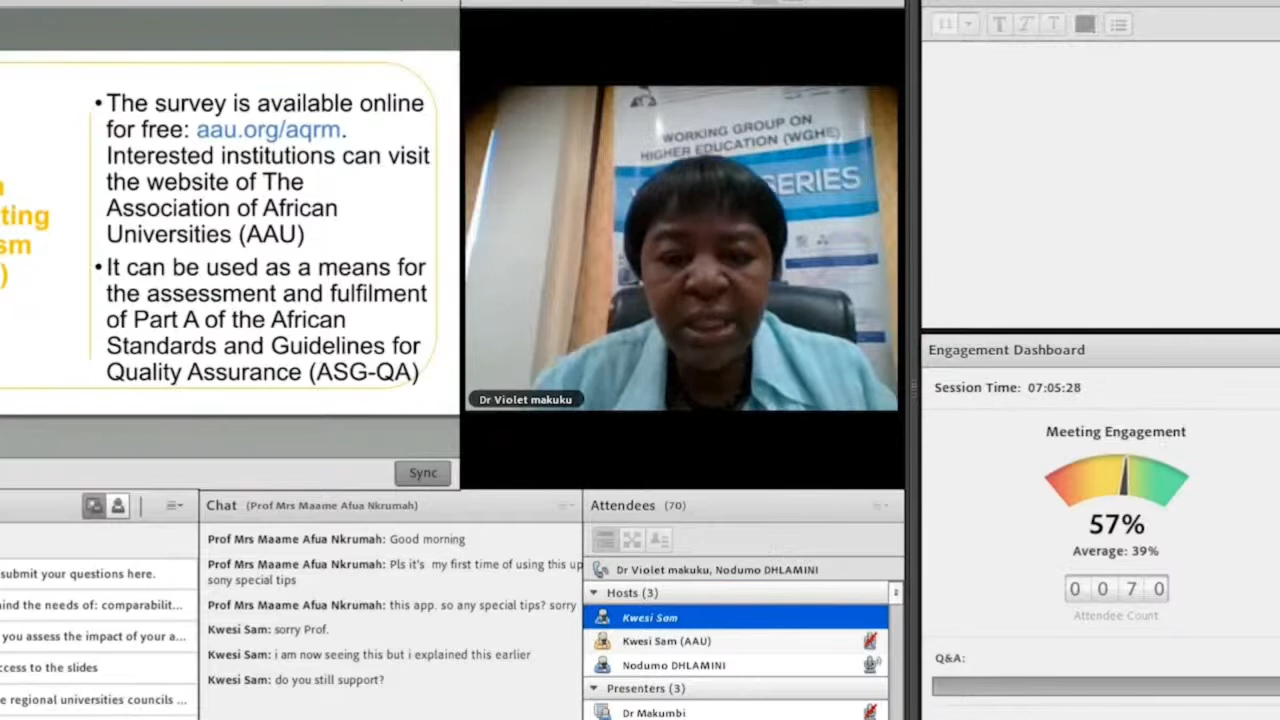 n
ting
sm
)
• The survey is available online
for free: aau.org/aqrm.
Interested institutions can visit
the website of The
Association of African
Universities (AAU)
• It can be used as a means for
the assessment and fulfilment
of Part A of the African
Standards and Guidelines for
Quality Assurance (ASG-QA)
Sync
WORKING GROUP ON
HIGHER EDUCATION (WGHE)
SERIES
Dr Violet makuku
submit your questions here.
ind the needs of: comparabilit...
you assess the impact of your a...
ccess to the slides
e regional universities councils ...
Chat (Prof Mrs Maame Afua Nkrumah)
Prof Mrs Maame Afua Nkrumah: Good morning
Prof Mrs Maame Afua Nkrumah: Pls it's my first time of using this up
sony special tips
Prof Mrs Maame Afua Nkrumah: this app. so any special tips? sorry
Kwesi Sam: sorry Prof.
Kwesi Sam: i am now seeing this but i explained this earlier
Kwesi Sam: do you still support?
Attendees (70)
Dr Violet makuku, Nodumo DHLAMINI
Hosts (3)
Kwesi Sam
Kwesi Sam (AAU)
Nodumo DHLAMINI
Presenters (3)
Dr Makumbi
11
T T T
Engagement Dashboard
Session Time: 07:05:28
Meeting Engagement
57%
Average: 39%
0 0 7 0
Attendee Count
Q&A: